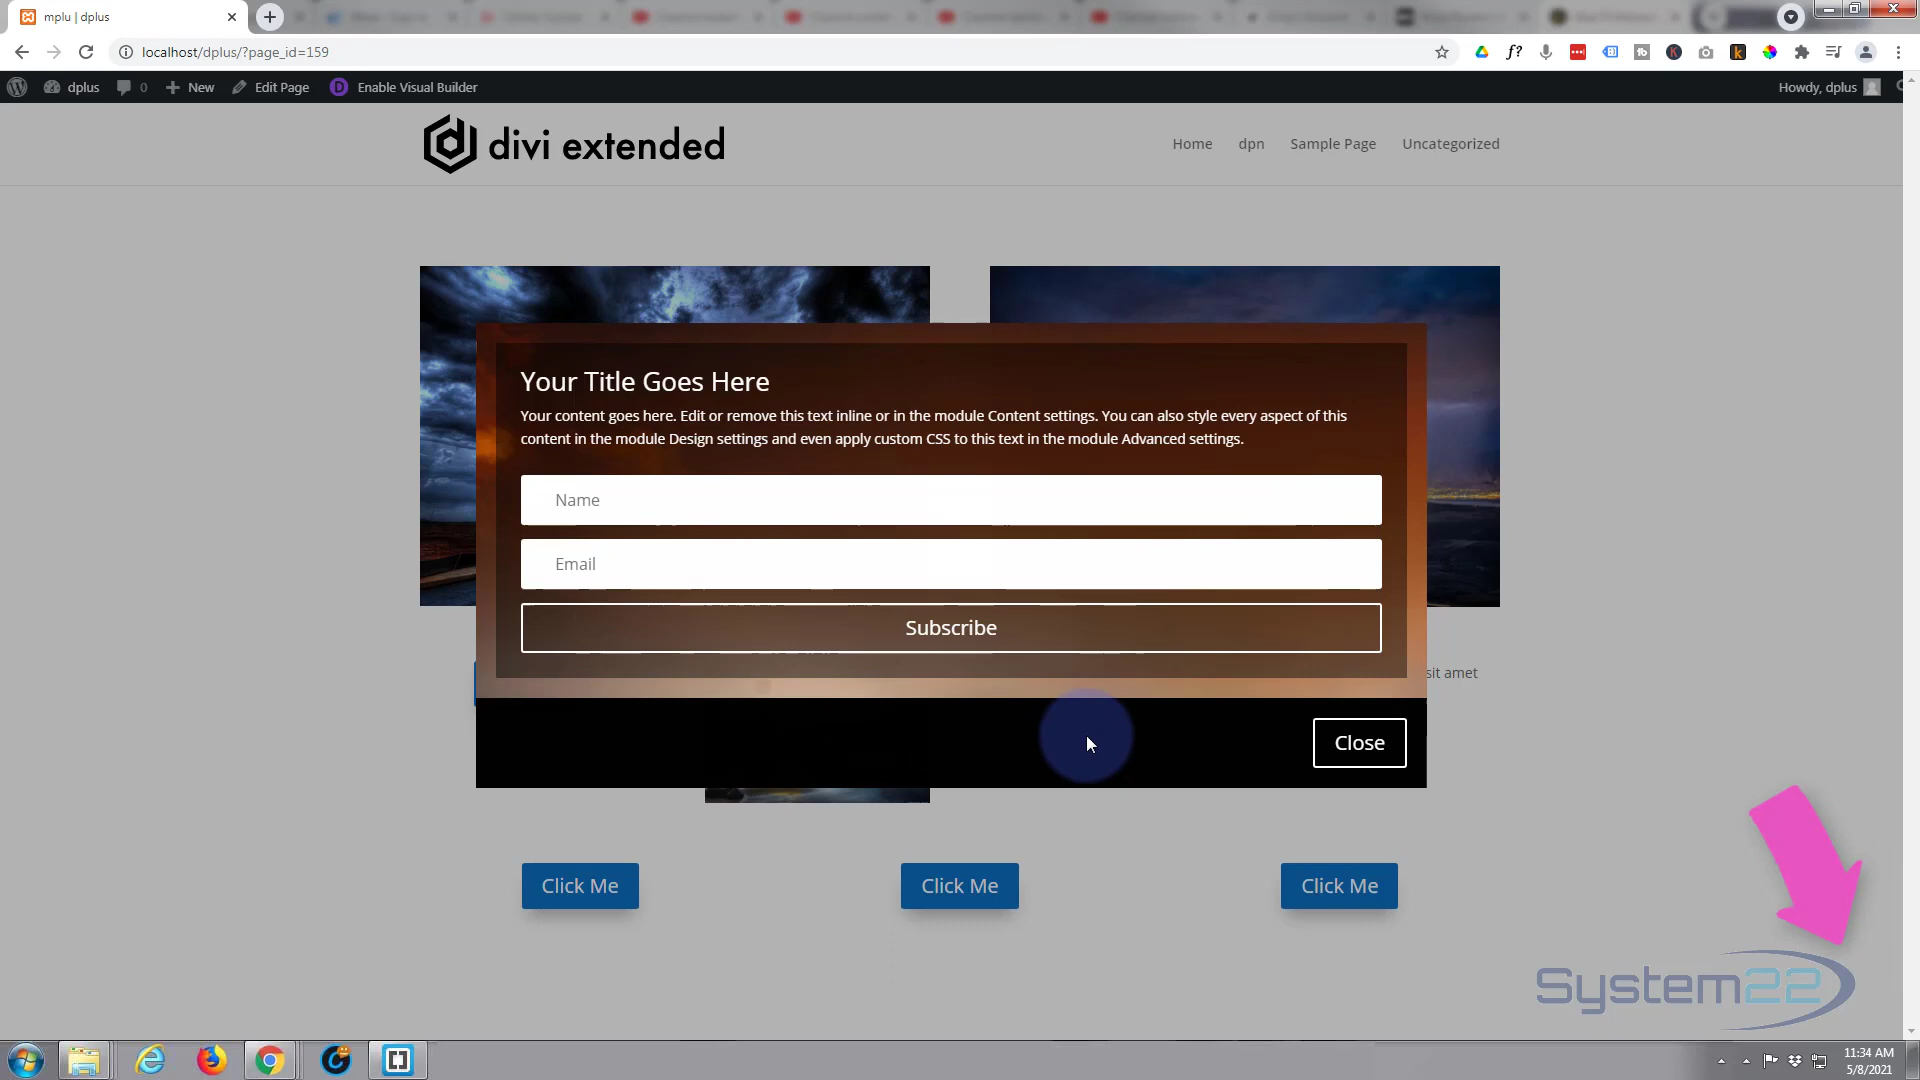 mplu | dplus
localhost/dplus/?page_id=159
dplus 0 New Edit Page Enable Visual Builder
Howdy, dplus
divi extended
Home dpn Sample Page Uncategorized
Your Title Goes Here
Your content goes here. Edit or remove this text inline or in the module Content settings. You can also style every aspect of this
content in the module Design settings and even apply custom CSS to this text in the module Advanced settings.
Name
Email
Subscribe
sit amet
Close
Click Me Click Me Click Me
System22
11:34 AM
5/8/2021